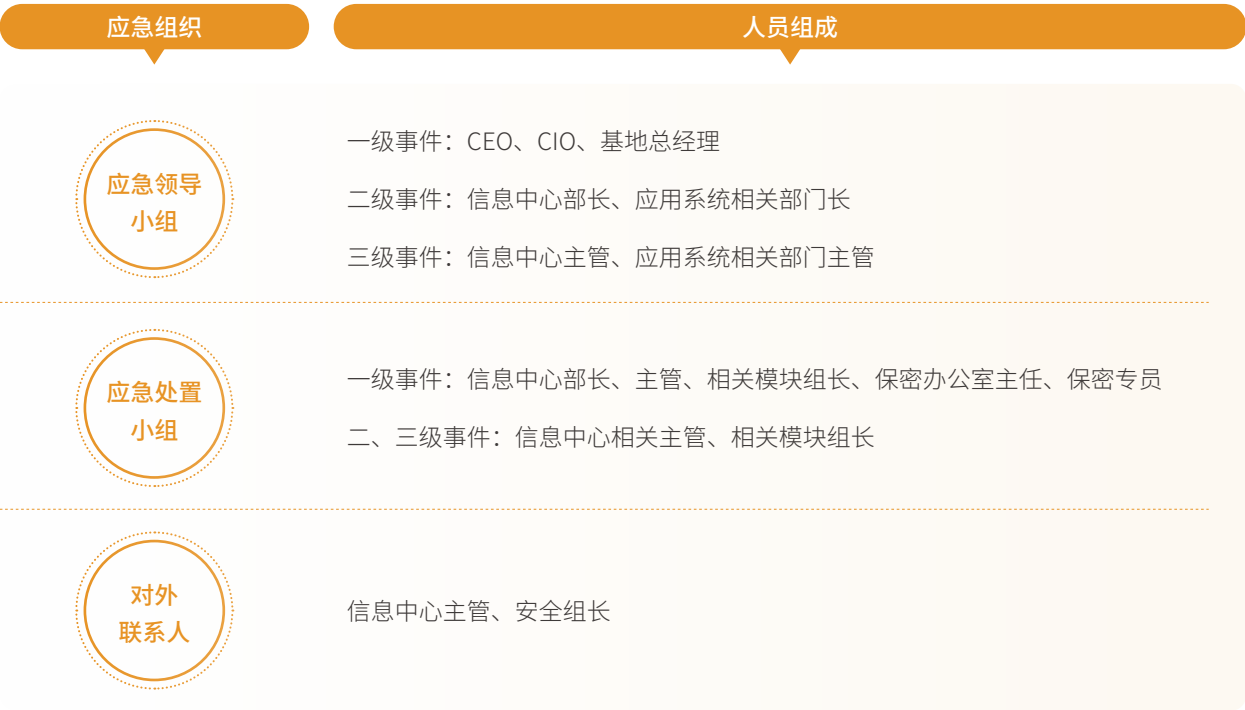 应急组织
人员组成
应急领导
小组
一级事件：CEO、CIO、基地总经理
二级事件：信息中心部长、应用系统相关部门长
三级事件：信息中心主管、应用系统相关部门主管
应急处置
小组
一级事件：信息中心部长、主管、相关模块组长、保密办公室主任、保密专员
二、三级事件：信息中心相关主管、相关模块组长
对外
联系人
信息中心主管、安全组长